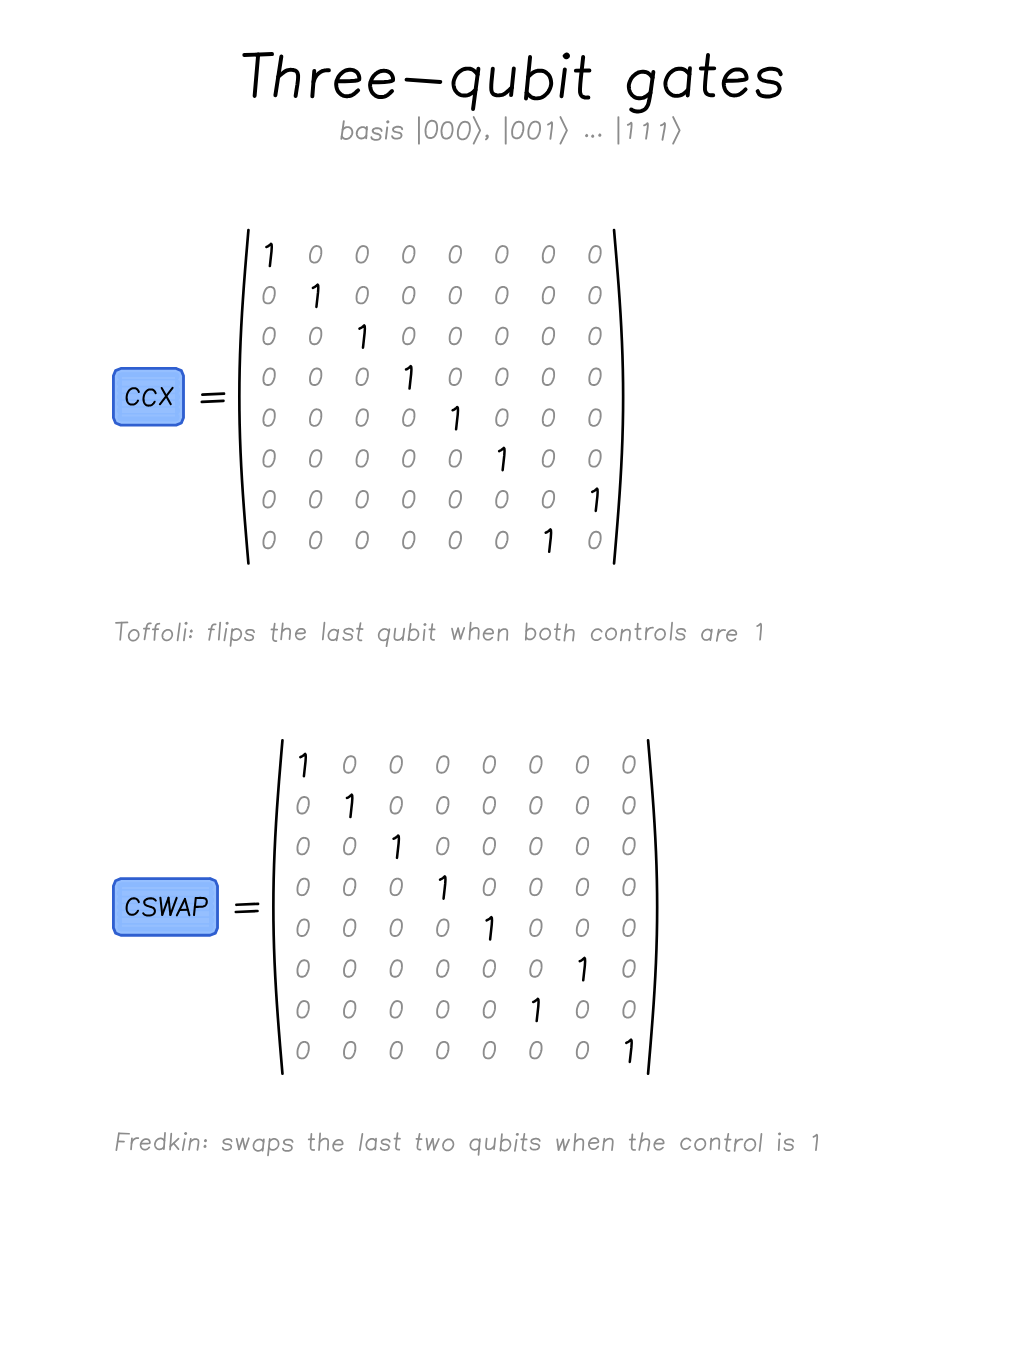 Three-qubit gates
basis |000⟩, |001⟩ ... |111⟩
1 0 0 0 0 0 0 0
0 1 0 0 0 0 0 0
0 0 1 0 0 0 0 0
0 0 0 1 0 0 0 0
CCX =
0 0 0 0 1 0 0 0
0 0 0 0 0 1 0 0
0 0 0 0 0 0 0 1
0 0 0 0 0 0 1 0
Toffoli: flips the last qubit when both controls are 1
1 0 0 0 0 0 0 0
0 1 0 0 0 0 0 0
0 0 1 0 0 0 0 0
0 0 0 1 0 0 0 0
CSWAP =
0 0 0 0 1 0 0 0
0 0 0 0 0 0 1 0
0 0 0 0 0 1 0 0
0 0 0 0 0 0 0 1
Fredkin: swaps the last two qubits when the control is 1